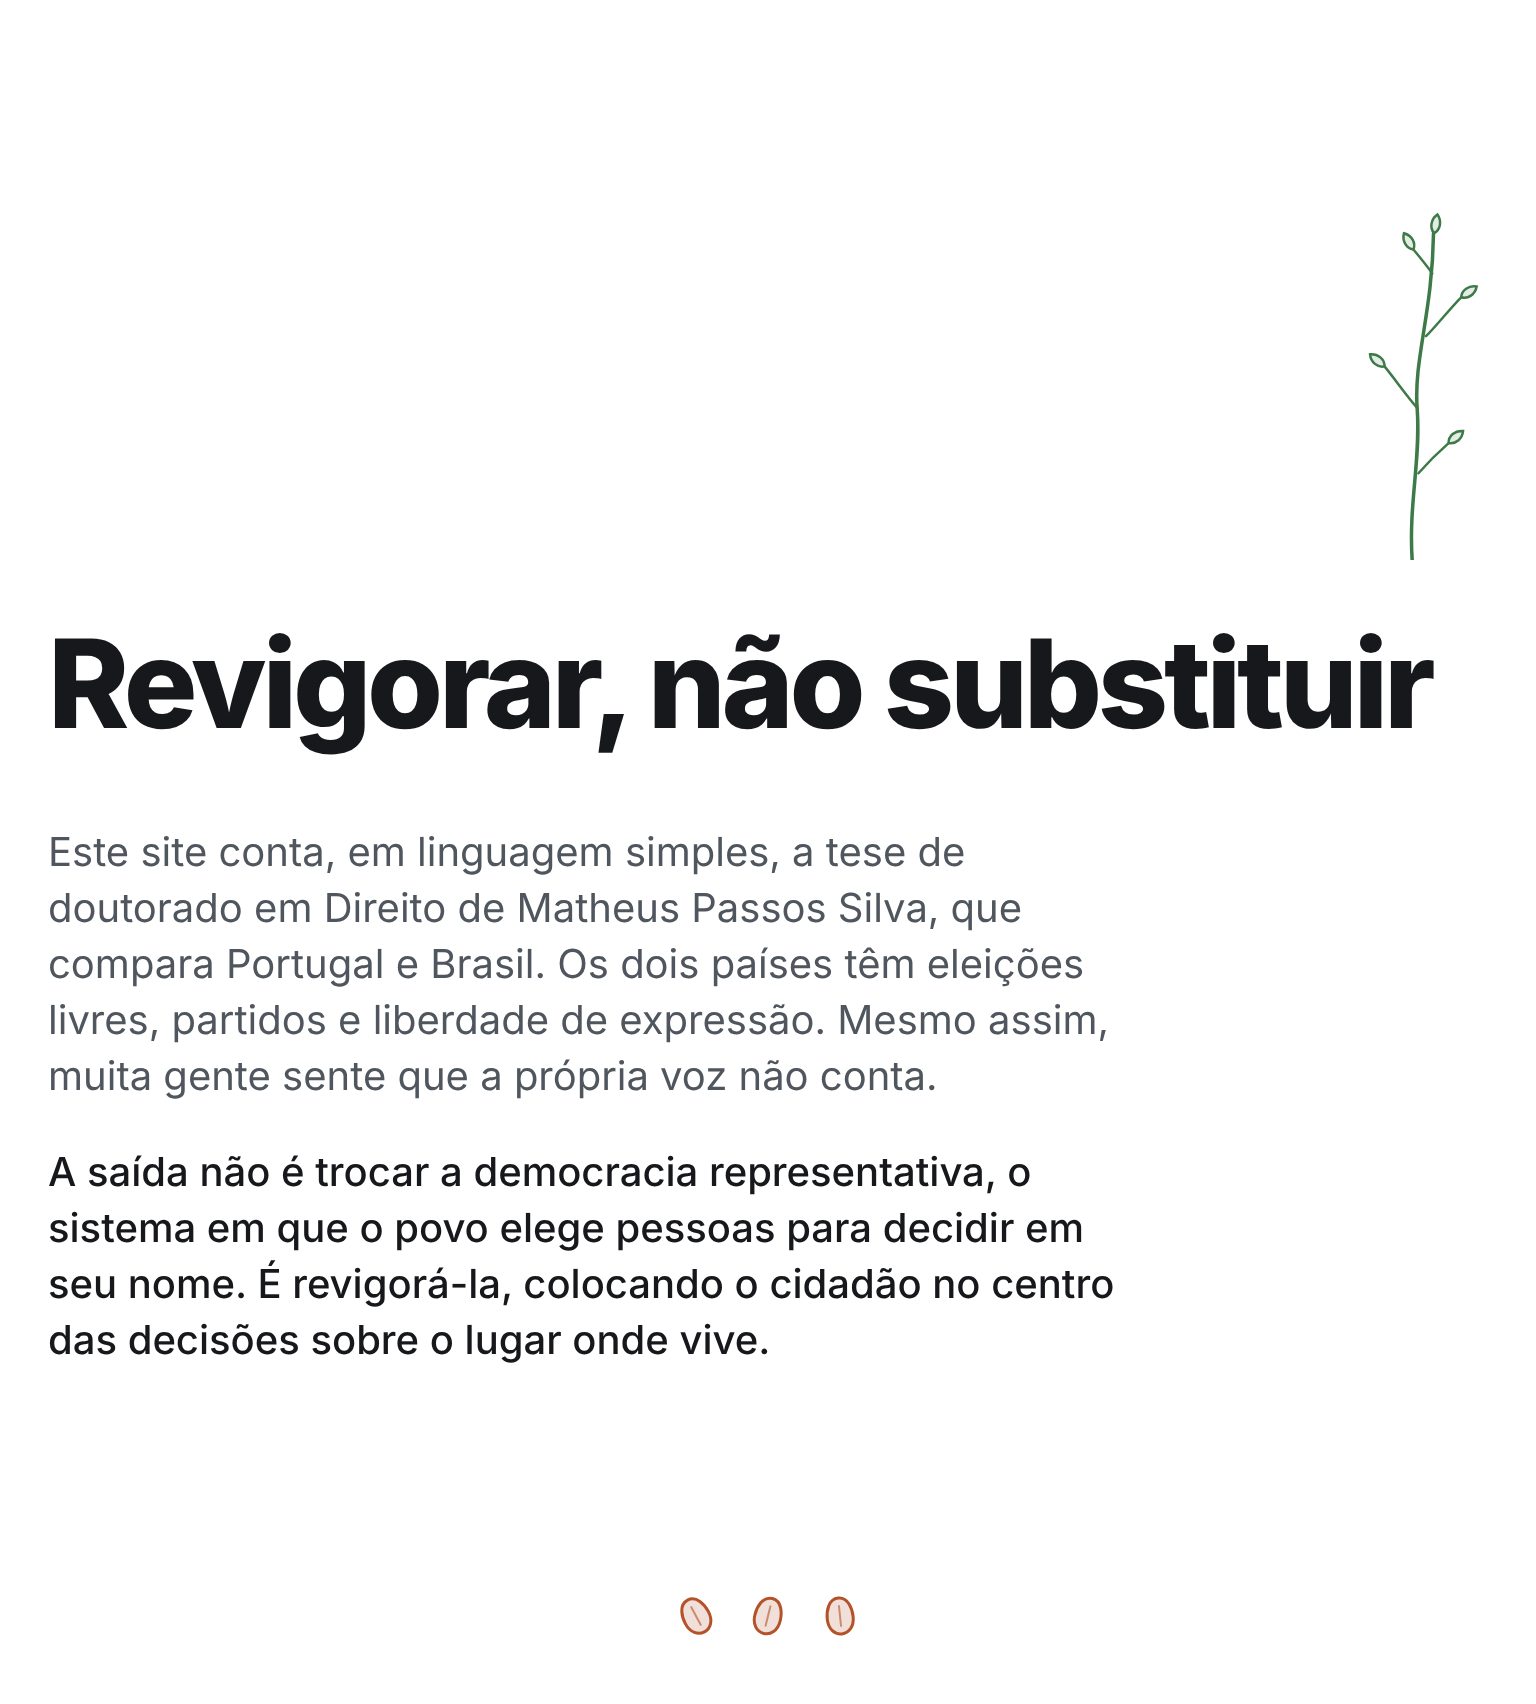 Revigorar, não substituir
Este site conta, em linguagem simples, a tese de
doutorado em Direito de Matheus Passos Silva, que
compara Portugal e Brasil. Os dois países têm eleições
livres, partidos e liberdade de expressão. Mesmo assim,
muita gente sente que a própria voz não conta.
A saída não é trocar a democracia representativa, o
sistema em que o povo elege pessoas para decidir em
seu nome. É revigorá-la, colocando o cidadão no centro
das decisões sobre o lugar onde vive.